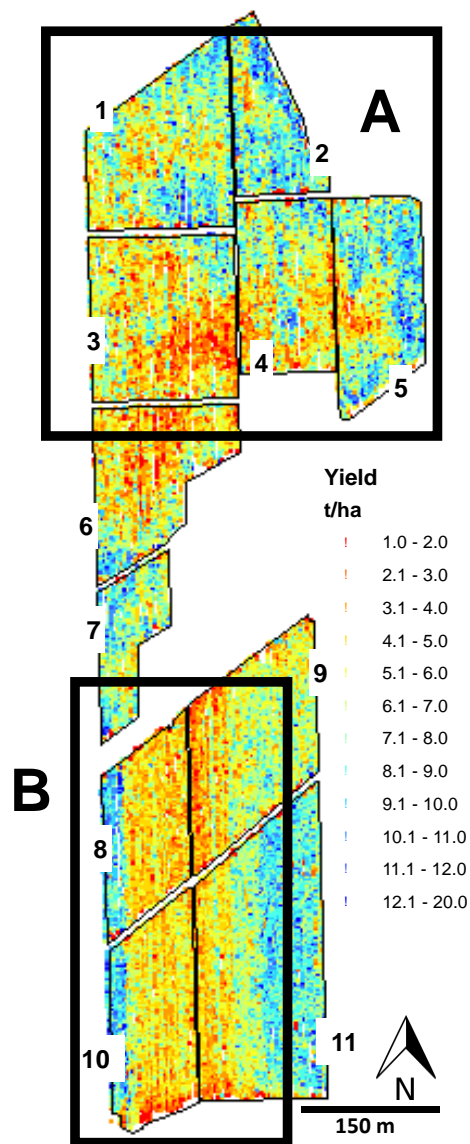 1
A
2
3
4
5
6
7
Yield
t/ha
! 1.0 - 2.0
! 2.1 - 3.0
! 3.1 - 4.0
! 4.1 - 5.0
! 5.1 - 6.0
! 6.1 - 7.0
! 7.1 - 8.0
! 8.1 - 9.0
! 9.1 - 10.0
! 10.1 - 11.0
! 11.1 - 12.0
! 12.1 - 20.0
9
B
8
10
11
N
150 m